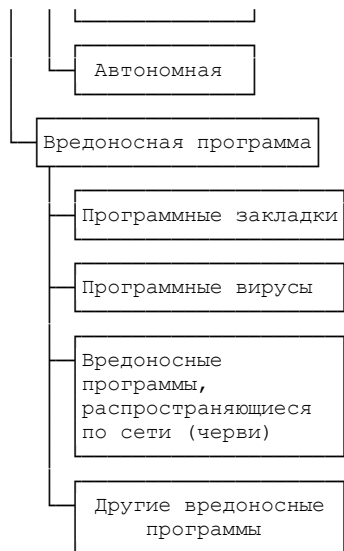 Автономная
Вредоносная программа
Программные закладки
Программные вирусы
Вредоносные
программы,
распространяющиеся
по сети (черви)
Другие вредоносные
программы